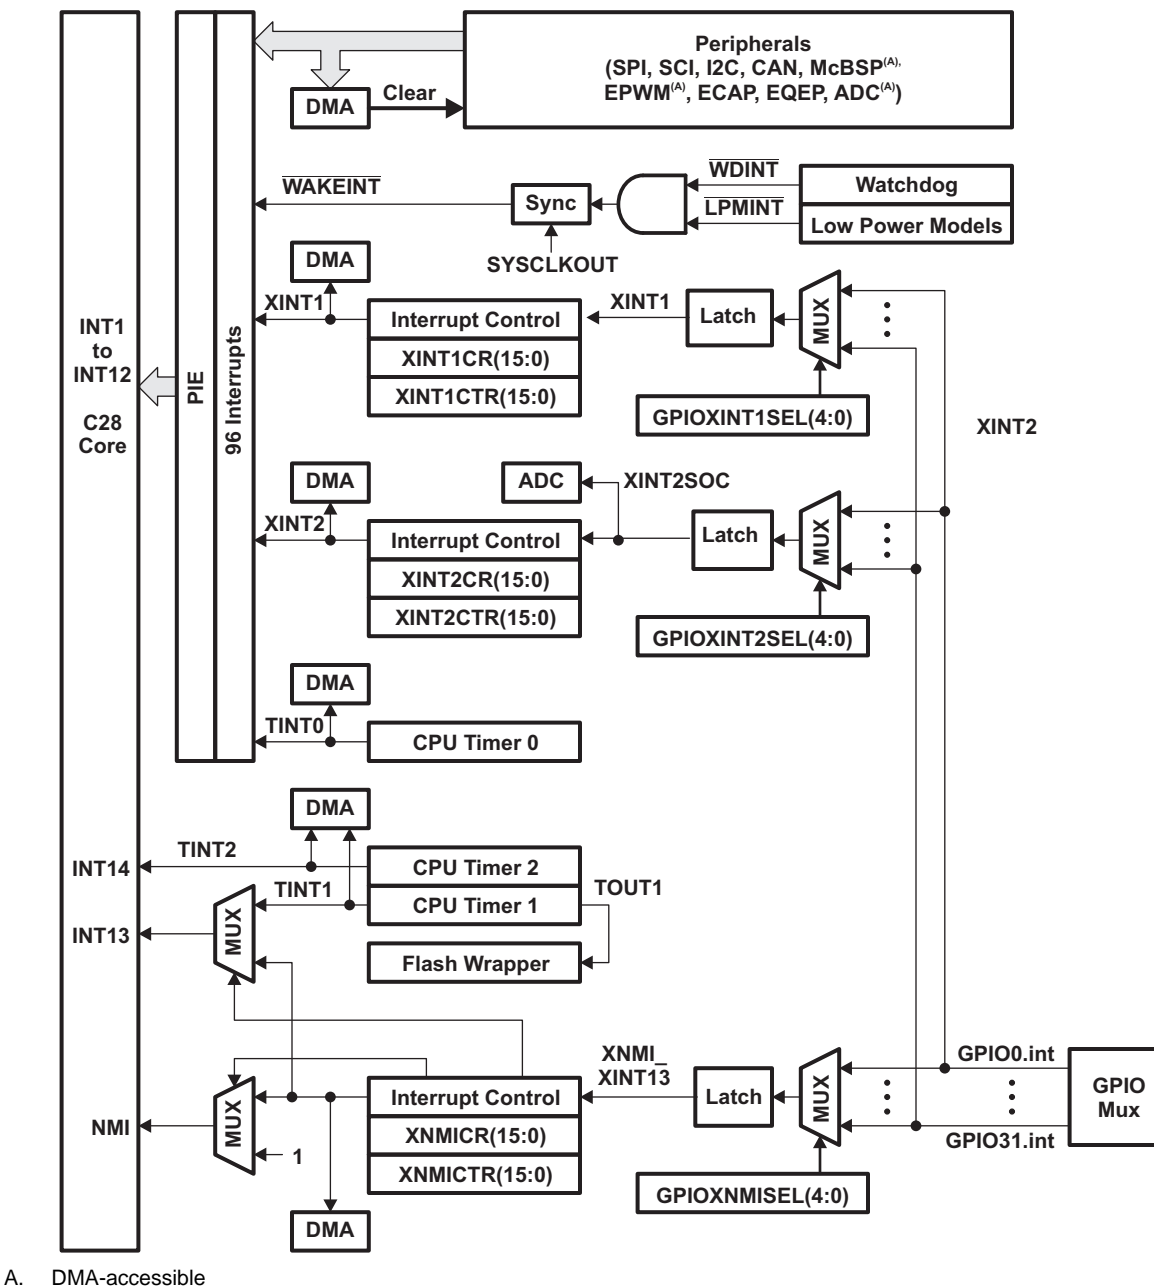 Peripherals
(SPI, SCI, I2C, CAN, McBSP(A),
EPWM(A), ECAP, EQEP, ADC(A))
DMA
Clear
WAKEINT
Sync
SYSCLKOUT
WDINT
LPMINT
Watchdog
Low Power Models
DMA
XINT1
Interrupt Control
XINT1CR(15:0)
XINT1CTR(15:0)
XINT1
Latch
MUX
GPIOXINT1SEL(4:0)
INT1
to
INT12
C28
Core
PIE
96 Interrupts
XINT2
DMA
XINT2
Interrupt Control
XINT2CR(15:0)
XINT2CTR(15:0)
ADC
XINT2SOC
Latch
MUX
GPIOXINT2SEL(4:0)
DMA
TINT0
CPU Timer 0
DMA
INT14
TINT2
CPU Timer 2
TINT1
CPU Timer 1
TOUT1
INT13
MUX
Flash Wrapper
NMI
MUX
1
Interrupt Control
XNMICR(15:0)
XNMICTR(15:0)
DMA
XNMI_
XINT13
Latch
MUX
GPIOXNMISEL(4:0)
GPIO0.int
GPIO31.int
GPIO
Mux
A. DMA-accessible